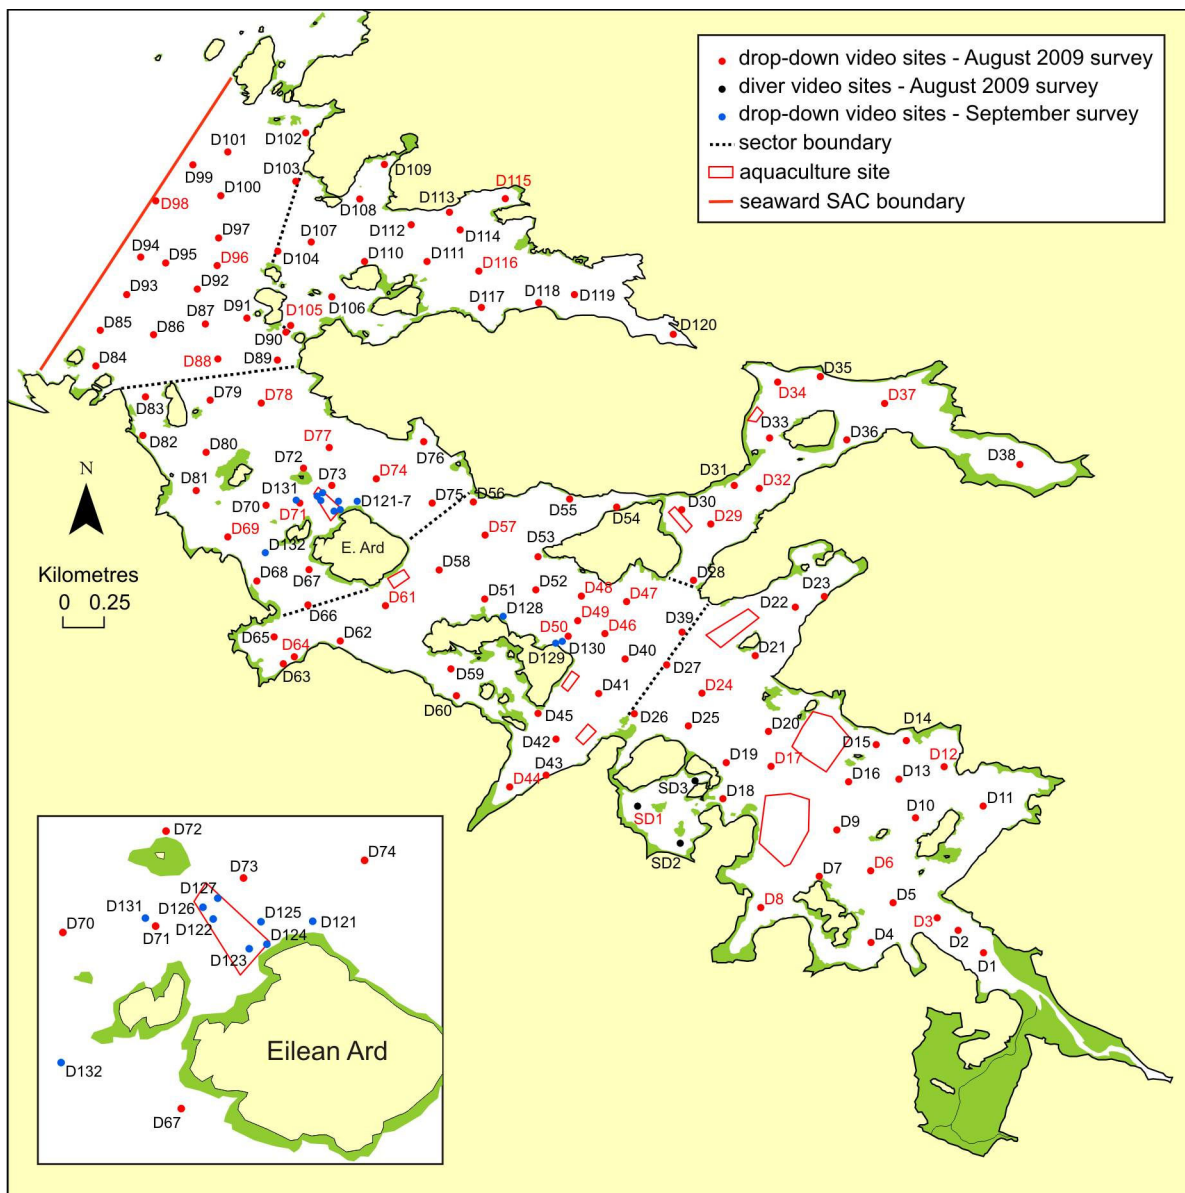 drop-down video sites - August 2009 survey
diver video sites - August 2009 survey
drop-down video sites - September survey
sector boundary
aquaculture site
seaward SAC boundary
D102
D101
D99
D103
D109
D100
D98
D108
D113
D115
D97
D107
D112
D114
D94
D95
D96
D104
D110
D111
D116
D93
D92
D106
D118
D119
D91
D87
D105
D117
D85
D86
D90
D120
D84
D88
D89
D79
D78
D83
D35
D34
D37
D82
D77
D33
D36
D80
D72
D76
D38
D81
D73
D74
D31
D32
N
D131
D121-7
D75
D56
D55
D54
D30
D70
D71
D29
D69
D57
D132
E. Ard
D53
Kilometres
D68
D67
D58
D28
D23
0 0.25
D52
D48
D51
D47
D22
D66
D61
D128
D49
D39
D65
D64
D62
D50
D46
D21
D129
D130
D40
D63
D59
D27
D41
D24
D60
D45
D26
D25
D20
D14
D42
D15
D19
D17
D12
D43
D16
D13
D44
SD3
D18
D11
SD1
D10
D9
SD2
D7
D6
D8
D5
D3
D4
D2
D1
D72
D74
D73
D127
D131
D126
D125
D121
D70
D71
D122
D124
D123
Eilean Ard
D132
D67